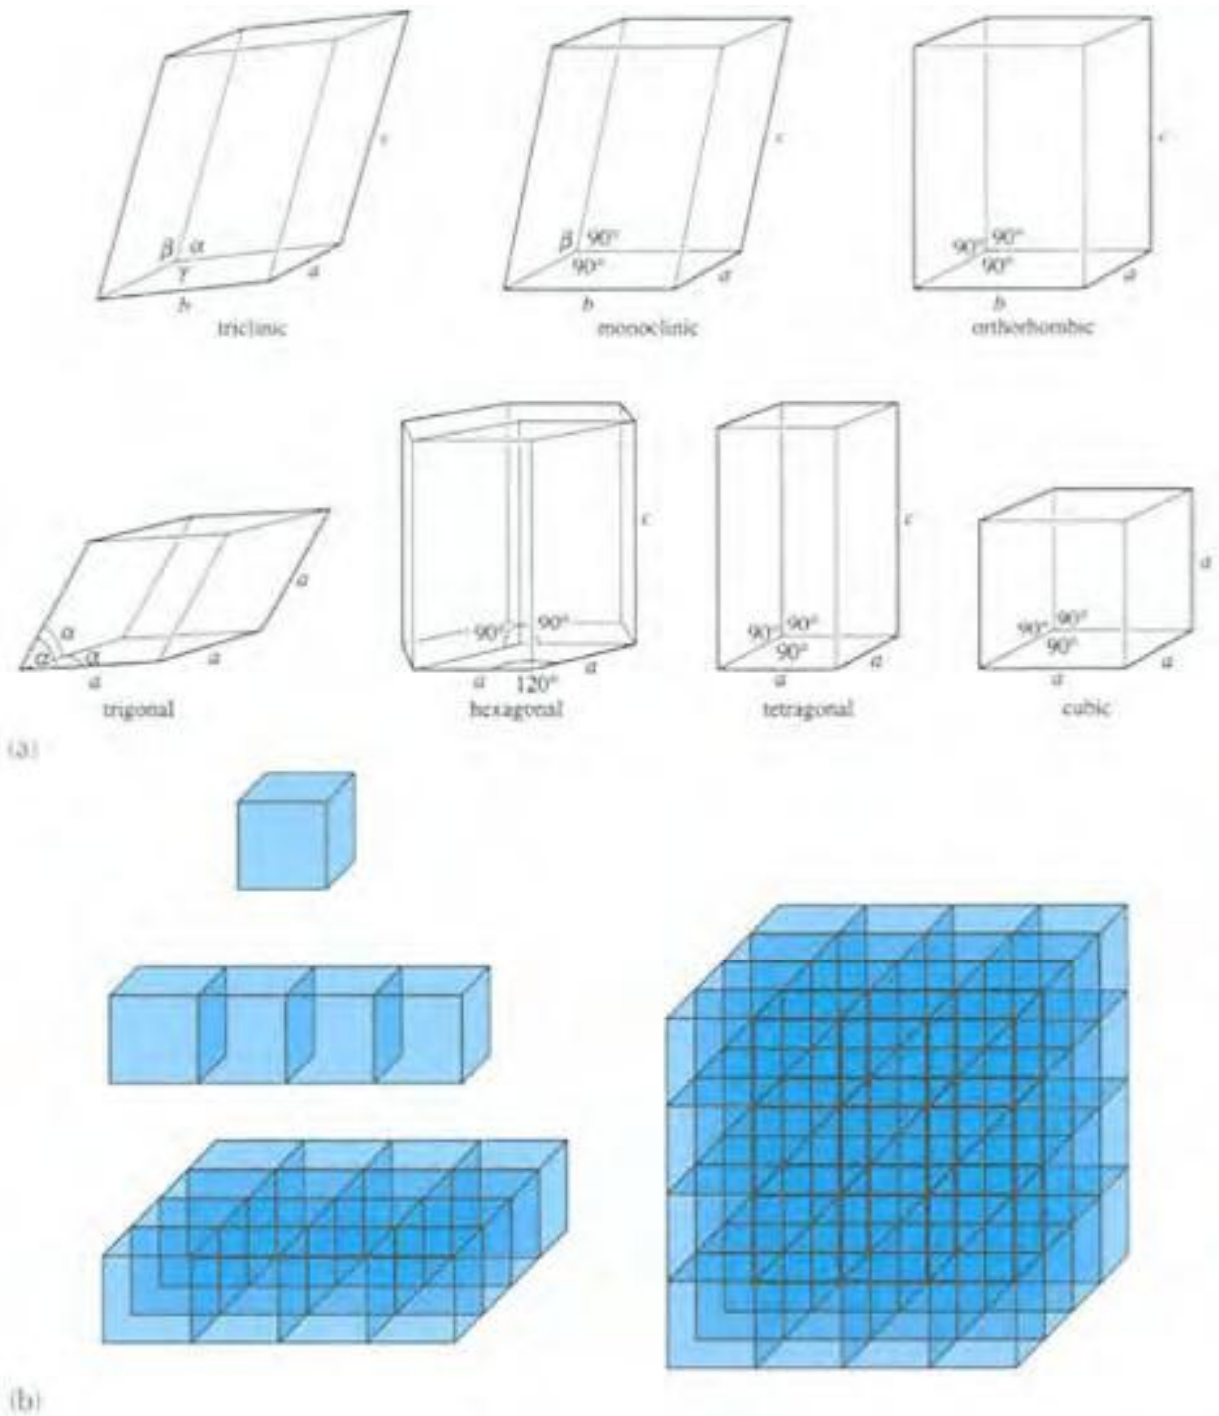 c
β α
γ
a
b
triclinic
c
β 90°
90°
a
b
monoclinic
c
90° 90°
90°
a
b
orthorhombic
a
α
α α
a
a
trigonal
c
90° 90°
a 120° a
hexagonal
c
90° 90°
90°
a a
tetragonal
a
90° 90°
90°
a a
cubic
(a)
(b)